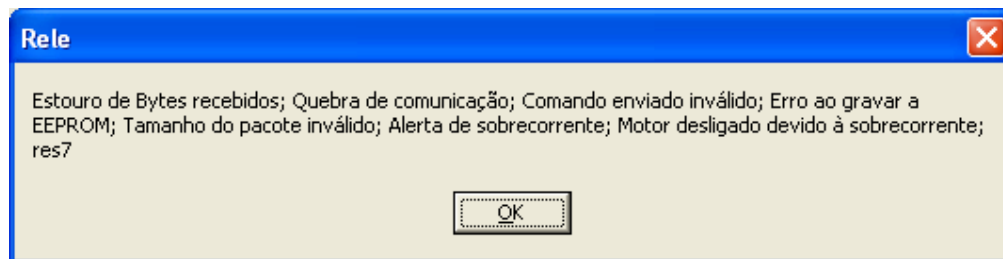 Rele
Estouro de Bytes recebidos; Quebra de comunicação; Comando enviado inválido; Erro ao gravar a
EEPROM; Tamanho do pacote inválido; Alerta de sobrecorrente; Motor desligado devido à sobrecorrente;
res7
OK